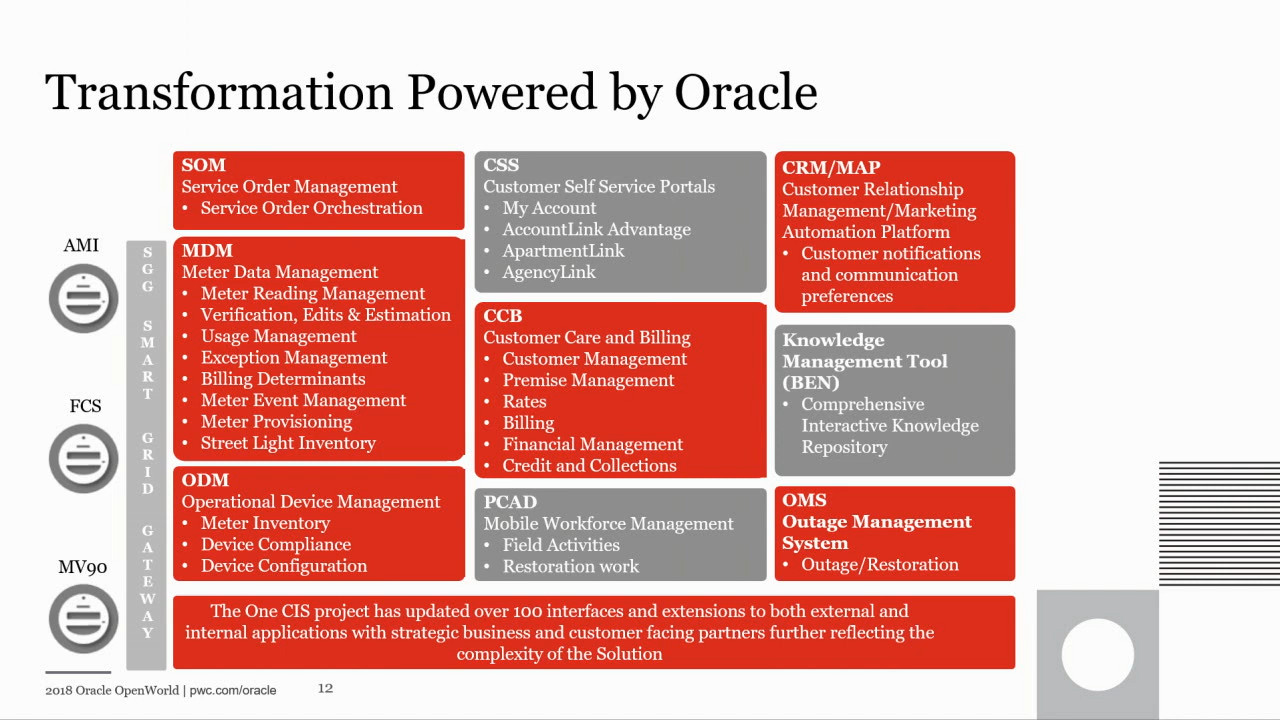 Transformation Powered by Oracle
AMI
FCS
MV90
SGG SMART GRID GATEWAY
SOM
Service Order Management
• Service Order Orchestration
MDM
Meter Data Management
• Meter Reading Management
• Verification, Edits & Estimation
• Usage Management
• Exception Management
• Billing Determinants
• Meter Event Management
• Meter Provisioning
• Street Light Inventory
ODM
Operational Device Management
• Meter Inventory
• Device Compliance
• Device Configuration
CSS
Customer Self Service Portals
• My Account
• AccountLink Advantage
• ApartmentLink
• AgencyLink
CCB
Customer Care and Billing
• Customer Management
• Premise Management
• Rates
• Billing
• Financial Management
• Credit and Collections
PCAD
Mobile Workforce Management
• Field Activities
• Restoration work
CRM/MAP
Customer Relationship
Management/Marketing
Automation Platform
• Customer notifications
and communication
preferences
Knowledge
Management Tool
(BEN)
• Comprehensive
Interactive Knowledge
Repository
OMS
Outage Management
System
• Outage/Restoration
The One CIS project has updated over 100 interfaces and extensions to both external and
internal applications with strategic business and customer facing partners further reflecting the
complexity of the Solution
2018 Oracle OpenWorld | pwc.com/oracle 12